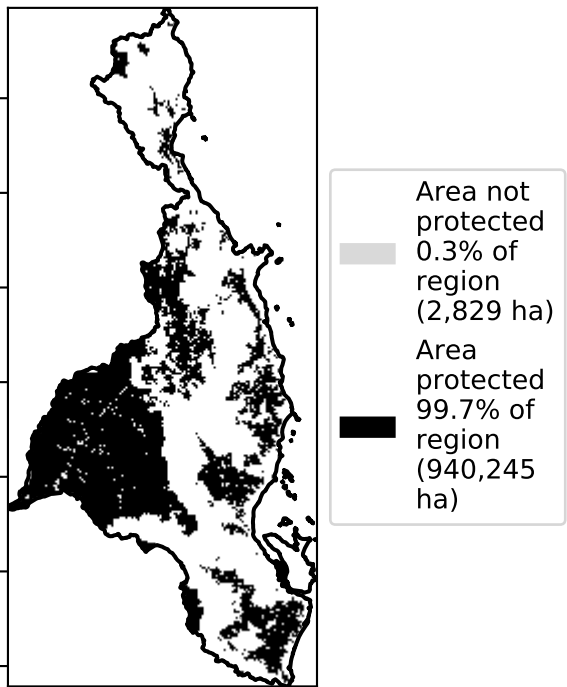 Area not
protected
0.3% of
region
(2,829 ha)
Area
protected
99.7% of
region
(940,245
ha)